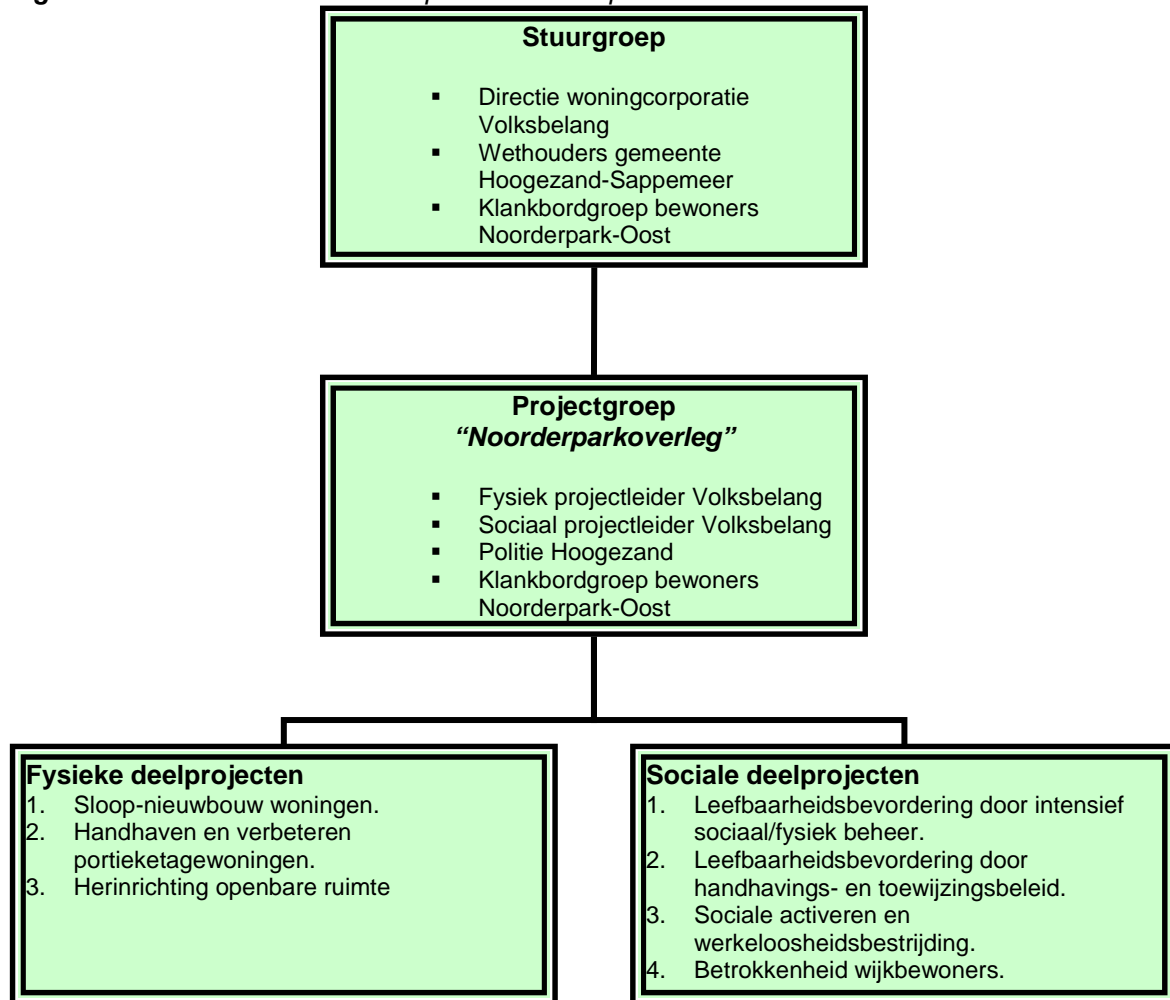 Stuurgroep
▪ Directie woningcorporatie
Volksbelang
▪ Wethouders gemeente
Hoogezand-Sappemeer
▪ Klankbordgroep bewoners
Noorderpark-Oost
Projectgroep
“Noorderparkoverleg”
▪ Fysiek projectleider Volksbelang
▪ Sociaal projectleider Volksbelang
▪ Politie Hoogezand
▪ Klankbordgroep bewoners
Noorderpark-Oost
Fysieke deelprojecten
1. Sloop-nieuwbouw woningen.
2. Handhaven en verbeteren
portieketagewoningen.
3. Herinrichting openbare ruimte
Sociale deelprojecten
1. Leefbaarheidsbevordering door intensief
sociaal/fysiek beheer.
2. Leefbaarheidsbevordering door
handhavings- en toewijzingsbeleid.
3. Sociale activeren en
werkeloosheidsbestrijding.
4. Betrokkenheid wijkbewoners.